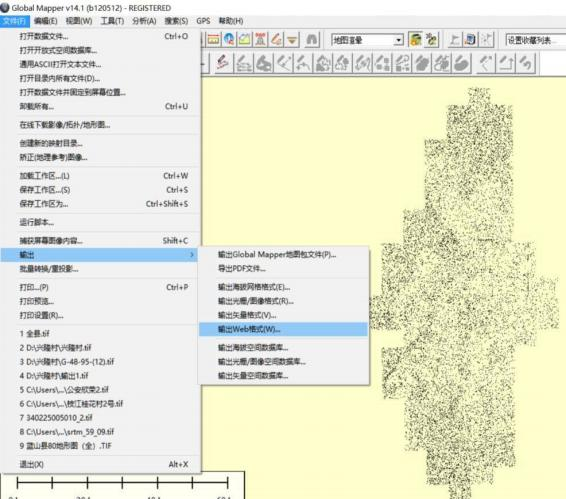 Global Mapper v14.1 (b120512) - REGISTERED
文件(F) 编辑(E) 视图(W) 工具(T) 分析(A) 搜索(S) GPS 帮助(H)
打开数据文件... Ctrl+O
打开开放式空间数据库...
通用ASCII打开文本文件...
打开目录内所有文件(D)...
打开数据文件并固定到屏幕位置...
卸载所有... Ctrl+U
在线下载影像/拓扑/地形图...
创建新的映射目录...
矫正(地理参考)图像...
加载工作区...(L) Ctrl+W
保存工作区...(S) Ctrl+S
保存工作区为... Ctrl+Shift+S
运行脚本...
捕获屏幕图像内容... Shift+C
输出
批量转换/重投影...
打印...(P) Ctrl+P
打印预览...
打印设置(R)...
1 全县.tif
2 D:\兴隆村\兴隆村.tif
3 D:\兴隆村\G-48-95-(12).tif
4 D:\兴隆村\输出1.tif
5 C:\Users\...\公安欣荣2.tif
6 C:\Users\...\枝江桂花村2号.tif
7 340225005010_2.tif
8 C:\Users\...\srtm_59_09.tif
9 蓝山县80地形图（全）.TIF
退出(X) Alt+X
输出Global Mapper地图包文件(P)...
导出PDF文件...
输出海拔网格格式(E)...
输出光栅/图像格式(R)...
输出矢量格式(V)...
输出Web格式(W)...
输出海拔空间数据库...
输出光栅/图像空间数据库...
输出矢量空间数据库...
地图渲晕
设置收藏列表...